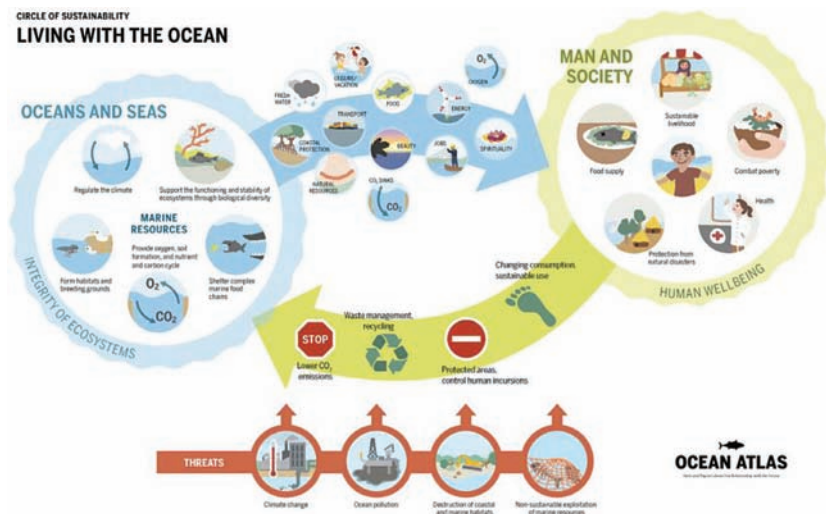 CIRCLE OF SUSTAINABILITY
LIVING WITH THE OCEAN
OCEANS AND SEAS
Regulate the climate
Support the functioning and stability of
ecosystems through biological diversity
MARINE
RESOURCES
Provide oxygen, soil
formation, and nutrient
and carbon cycle
Form habitats
and breeding grounds
Shelter complex
marine food
chains
O₂
CO₂
INTEGRITY OF ECOSYSTEMS
FRESH
WATER
LEISURE/
VACATION
FOOD
ENERGY
O₂
OXYGEN
COASTAL
PROTECTION
TRANSPORT
BEAUTY
JOBS
SPIRITUALITY
NATURAL
RESOURCES
CO₂ SINKS
CO₂
MAN AND
SOCIETY
Sustainable
livelihood
Food supply
Combat poverty
Protection from
natural disasters
Health
HUMAN WELLBEING
Changing consumption,
sustainable use
Protected areas,
control human incursions
Waste management,
recycling
STOP
Lower CO₂
emissions
THREATS
Climate change
Ocean pollution
Destruction of coastal
and marine habitats
Non-sustainable exploitation
of marine resources
OCEAN ATLAS